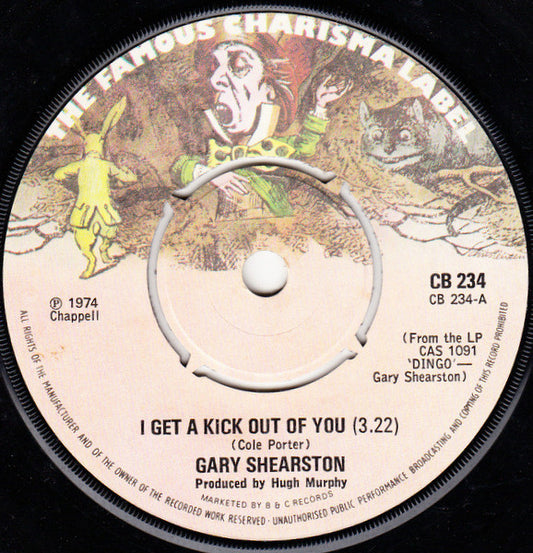 THE FAMOUS CHARISMA LABEL
CB 234
CB 234-A
℗ 1974
Chappell
(From the LP
CAS 1091
'DINGO'—
Gary Shearston)
I GET A KICK OUT OF YOU (3.22)
(Cole Porter)
GARY SHEARSTON
Produced by Hugh Murphy
MARKETED BY B & C RECORDS
ALL RIGHTS OF THE MANUFACTURER AND OF THE OWNER OF THE RECORDED WORK RESERVED - UNAUTHORISED PUBLIC PERFORMANCE BROADCASTING AND COPYING OF THIS RECORD PROHIBITED